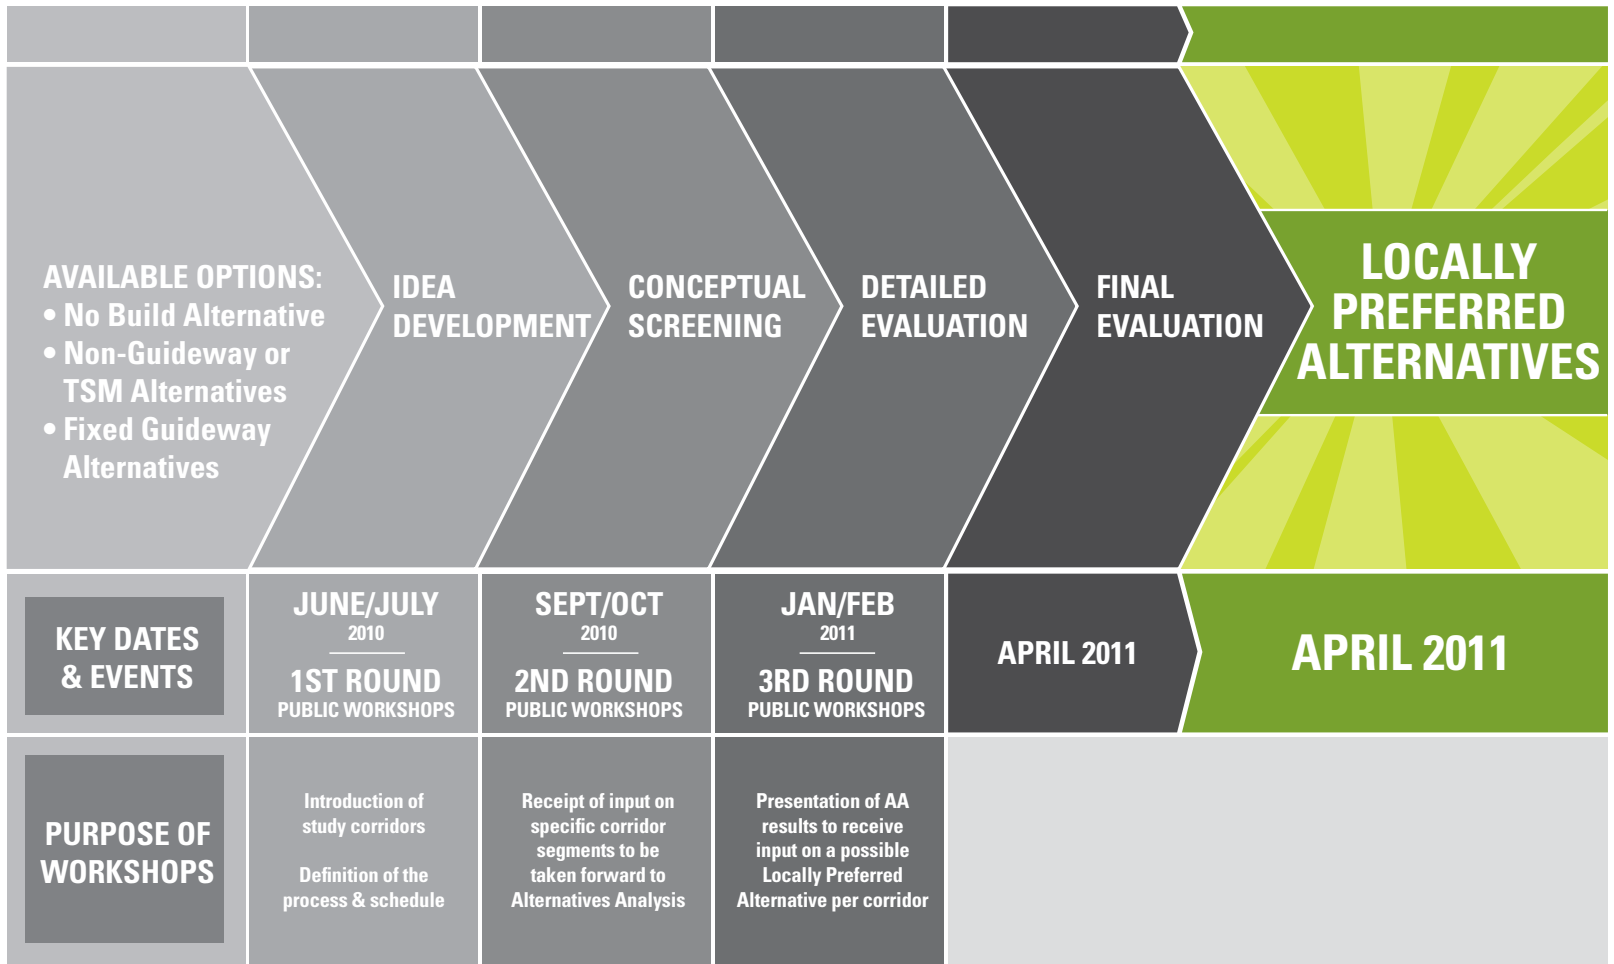 AVAILABLE OPTIONS:
• No Build Alternative
• Non-Guideway or
TSM Alternatives
• Fixed Guideway
Alternatives
IDEA
DEVELOPMENT
CONCEPTUAL
SCREENING
DETAILED
EVALUATION
FINAL
EVALUATION
LOCALLY
PREFERRED
ALTERNATIVES
KEY DATES
& EVENTS
JUNE/JULY
2010
1ST ROUND
PUBLIC WORKSHOPS
SEPT/OCT
2010
2ND ROUND
PUBLIC WORKSHOPS
JAN/FEB
2011
3RD ROUND
PUBLIC WORKSHOPS
APRIL 2011
APRIL 2011
PURPOSE OF
WORKSHOPS
Introduction of
study corridors
Definition of the
process & schedule
Receipt of input on
specific corridor
segments to be
taken forward to
Alternatives Analysis
Presentation of AA
results to receive
input on a possible
Locally Preferred
Alternative per corridor